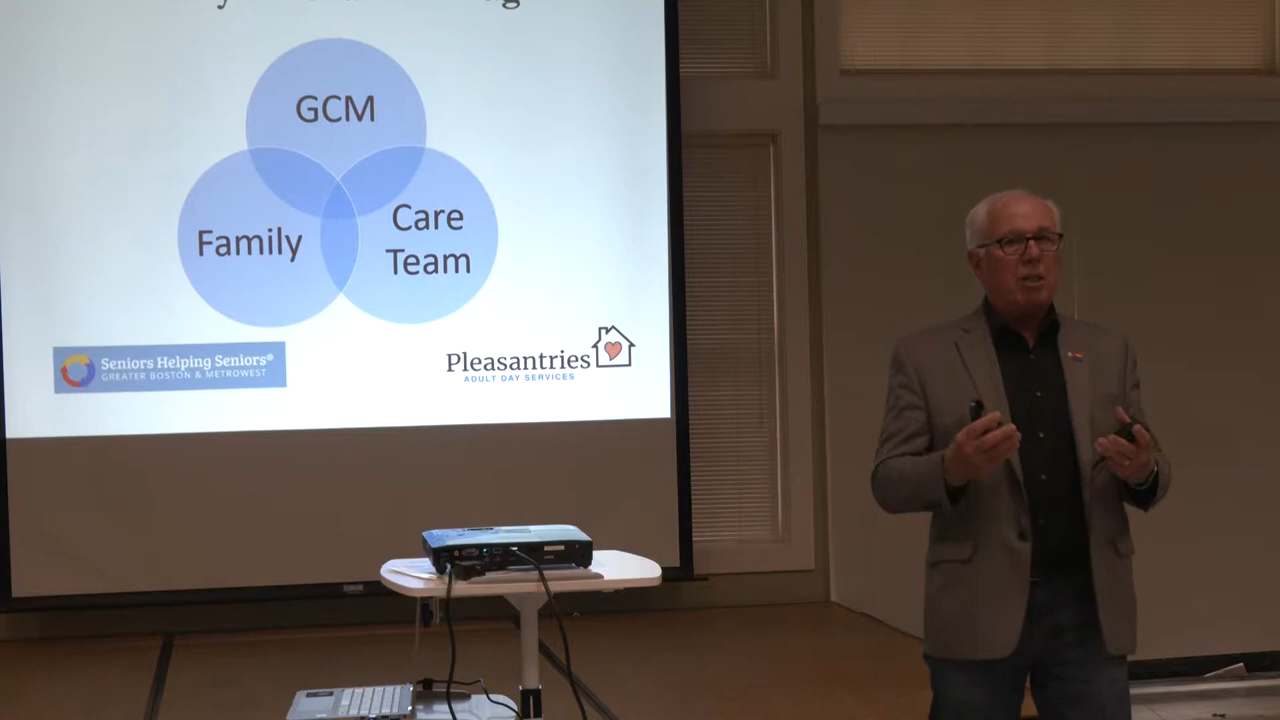 GCM
Family
Care
Team
Seniors Helping Seniors®
GREATER BOSTON & METROWEST
Pleasantries
ADULT DAY SERVICES